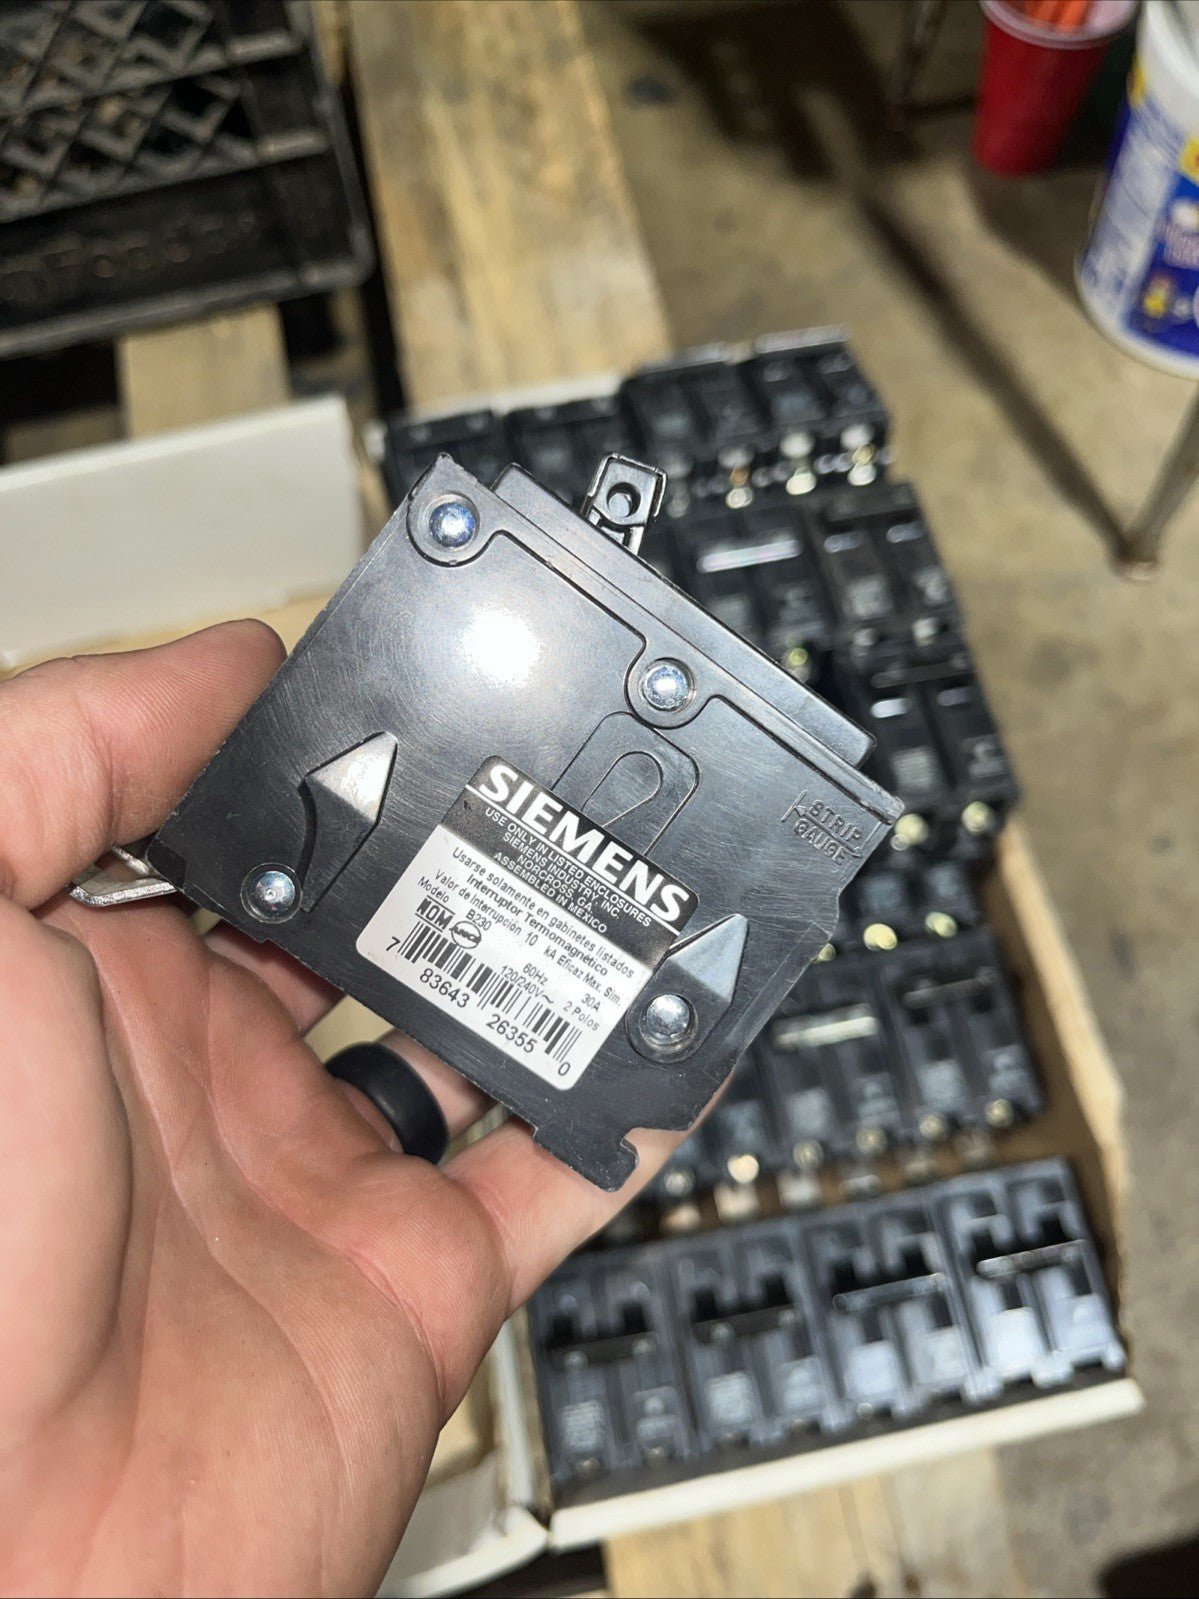 SIEMENS
USE ONLY IN LISTED ENCLOSURES
SIEMENS INDUSTRY, INC.
NORCROSS, GA.
ASSEMBLED IN MEXICO
Usarse solamente en gabinetes listados
Interruptor Termomagnético
Valor de Interrupción 10 kA Eficaz Max. Sim.
Modelo B230 60Hz 30A
NOM ANCE 120/240V~ 2 Polos
7 83643 26355 0
STRIP
GAUGE